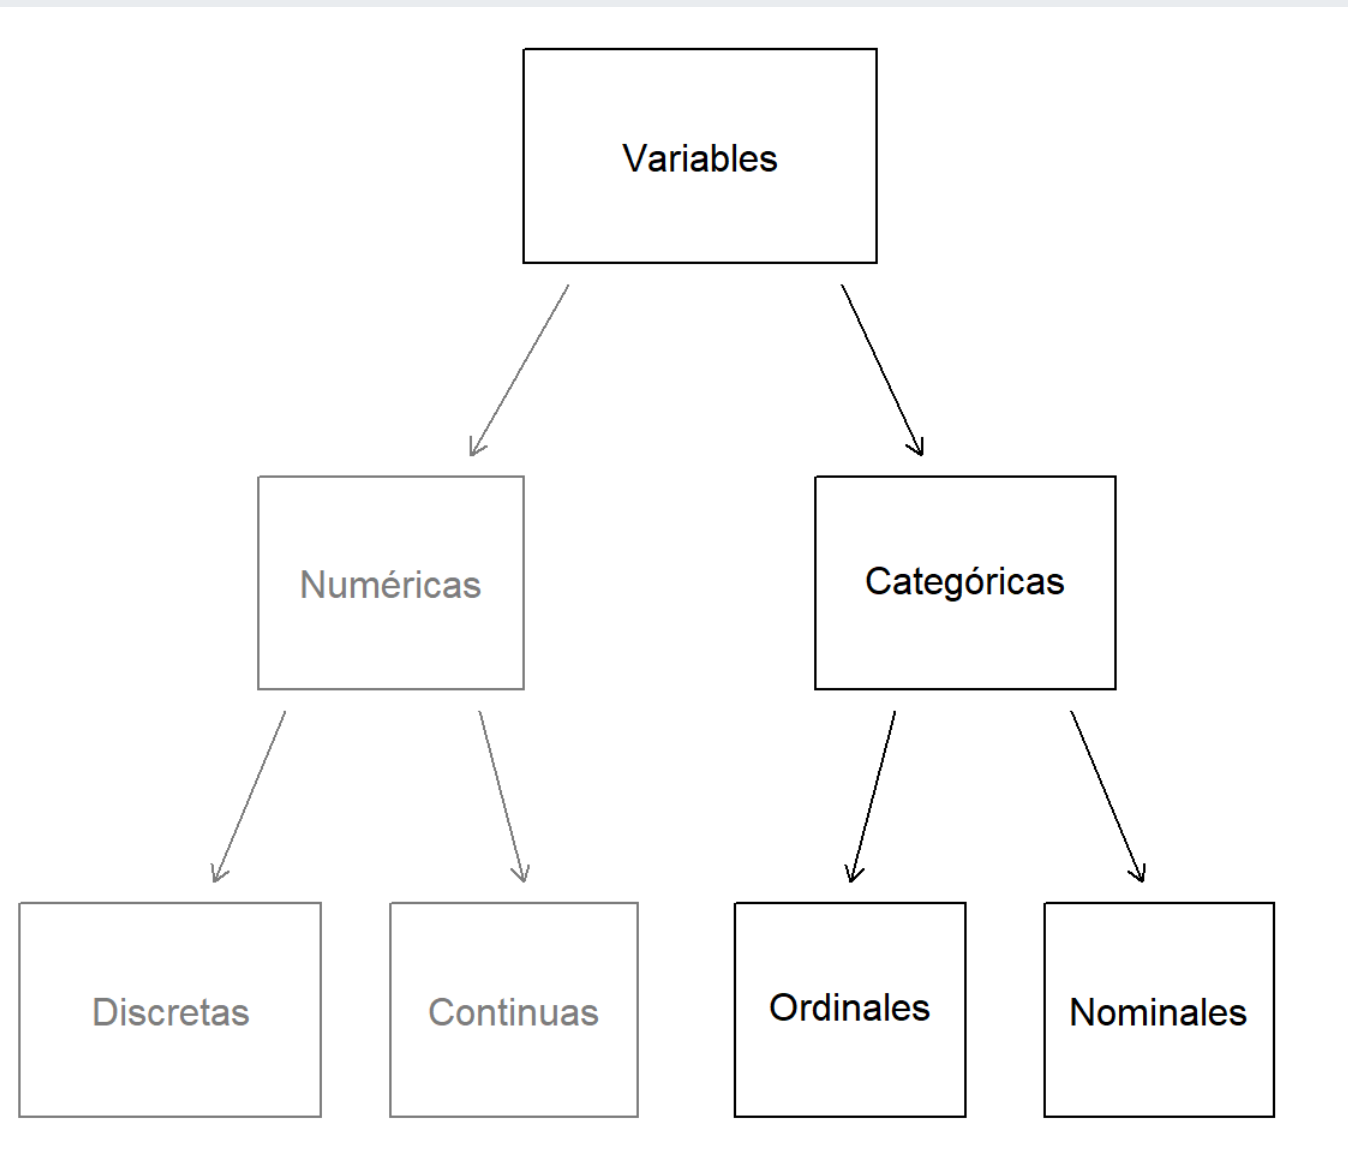 Variables
Numéricas
Categóricas
Discretas
Continuas
Ordinales
Nominales